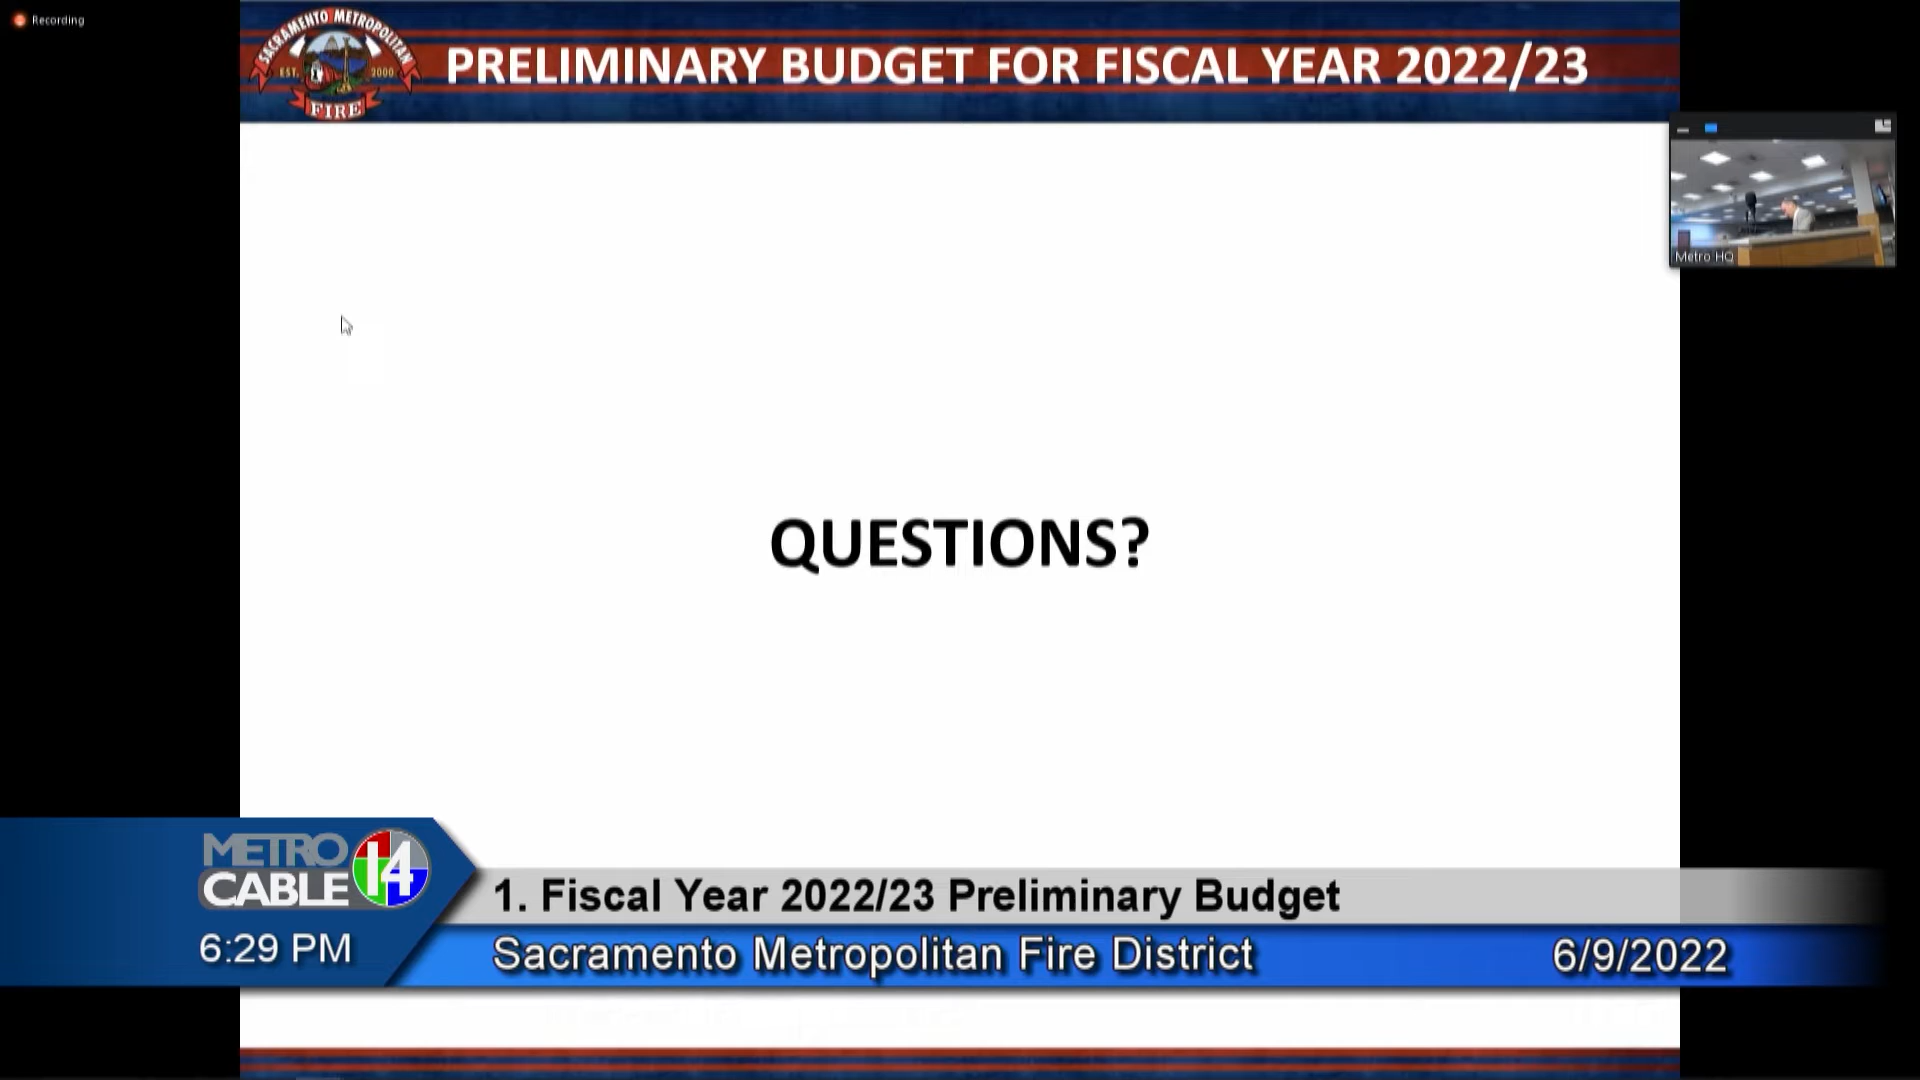 Recording
SACRAMENTO METROPOLITAN
EST. 2000
FIRE
PRELIMINARY BUDGET FOR FISCAL YEAR 2022/23
Metro HQ
QUESTIONS?
METRO
CABLE 14
1. Fiscal Year 2022/23 Preliminary Budget
6:29 PM
Sacramento Metropolitan Fire District
6/9/2022